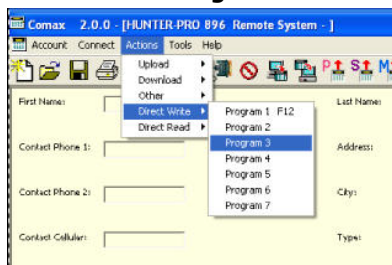 Comax 2.0.0 - [HUNTER-PRO 896 Remote System - ]
Account Connect Actions Tools Help
Upload
Download
Other
Direct Write
Direct Read
Program 1 F12
Program 2
Program 3
Program 4
Program 5
Program 6
Program 7
First Name:
Last Name:
Contact Phone 1:
Address:
Contact Phone 2:
City:
Contact Cellular:
Type: